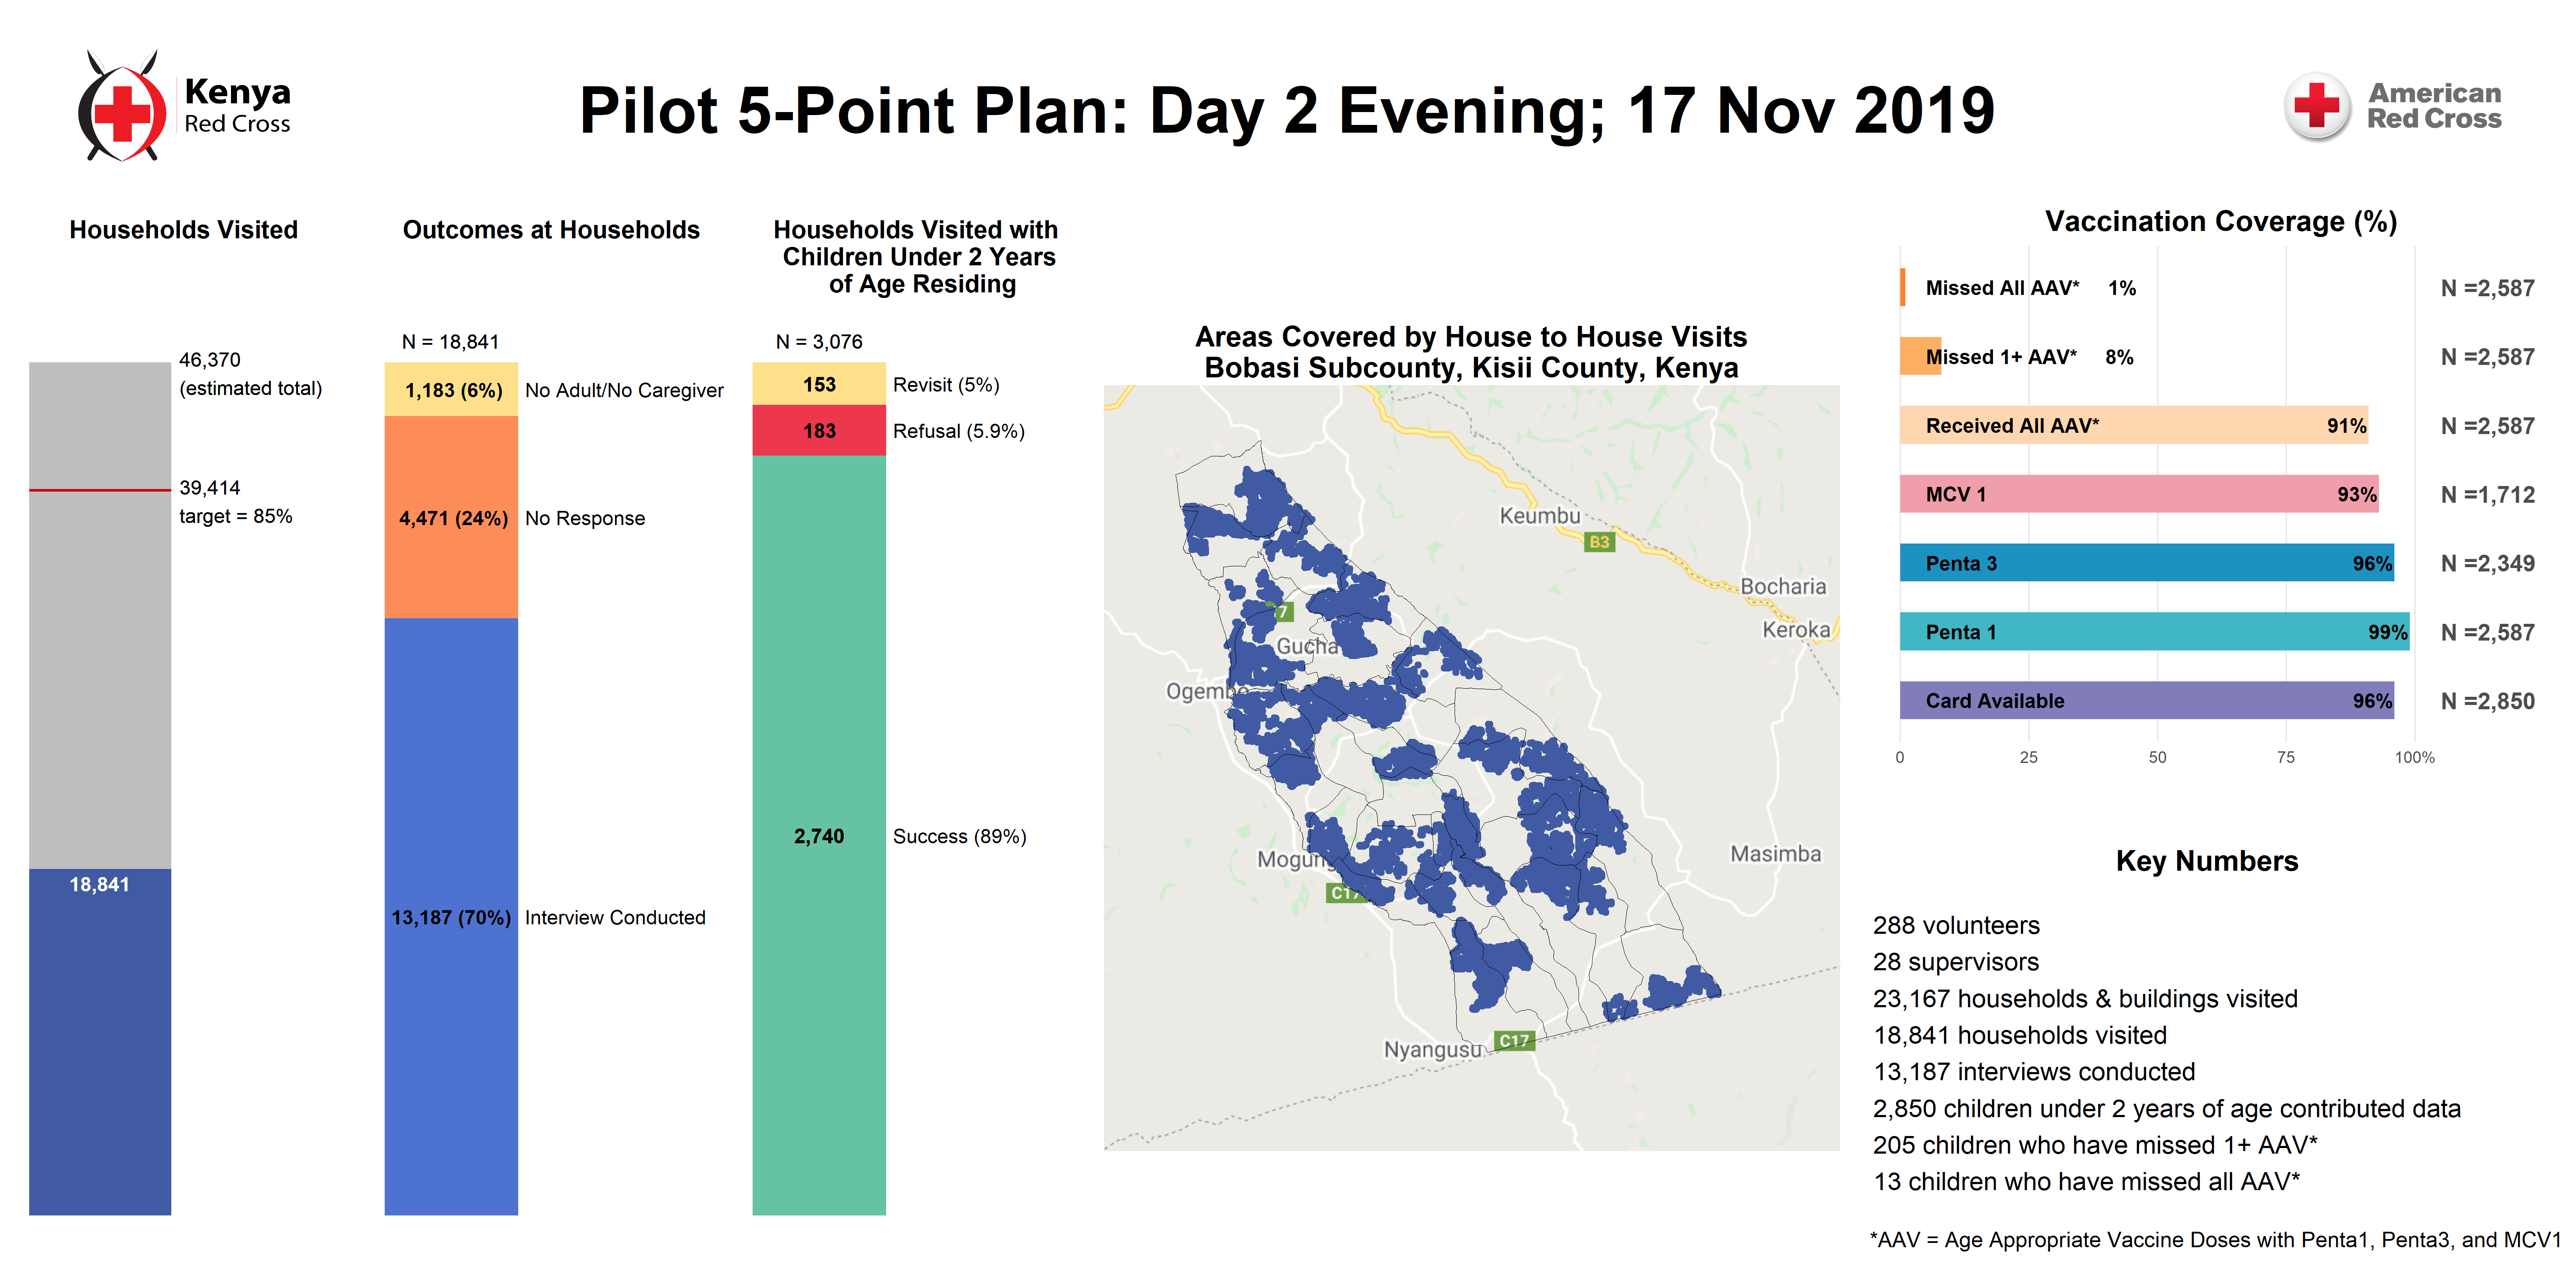 Kenya
Red Cross
Pilot 5-Point Plan: Day 2 Evening; 17 Nov 2019
American
Red Cross
Households Visited
46,370
(estimated total)
39,414
target = 85%
18,841
Outcomes at Households
N = 18,841
1,183 (6%) No Adult/No Caregiver
4,471 (24%) No Response
13,187 (70%) Interview Conducted
Households Visited with
Children Under 2 Years
of Age Residing
N = 3,076
153 Revisit (5%)
183 Refusal (5.9%)
2,740 Success (89%)
Areas Covered by House to House Visits
Bobasi Subcounty, Kisii County, Kenya
Keumbu
B3
Bocharia
Keroka
7
Gucha
Ogembo
Masimba
Mogun
C17
Nyangusu
C17
Vaccination Coverage (%)
Missed All AAV* 1% N =2,587
Missed 1+ AAV* 8% N =2,587
Received All AAV* 91% N =2,587
MCV 1 93% N =1,712
Penta 3 96% N =2,349
Penta 1 99% N =2,587
Card Available 96% N =2,850
0 25 50 75 100%
Key Numbers
288 volunteers
28 supervisors
23,167 households & buildings visited
18,841 households visited
13,187 interviews conducted
2,850 children under 2 years of age contributed data
205 children who have missed 1+ AAV*
13 children who have missed all AAV*
*AAV = Age Appropriate Vaccine Doses with Penta1, Penta3, and MCV1